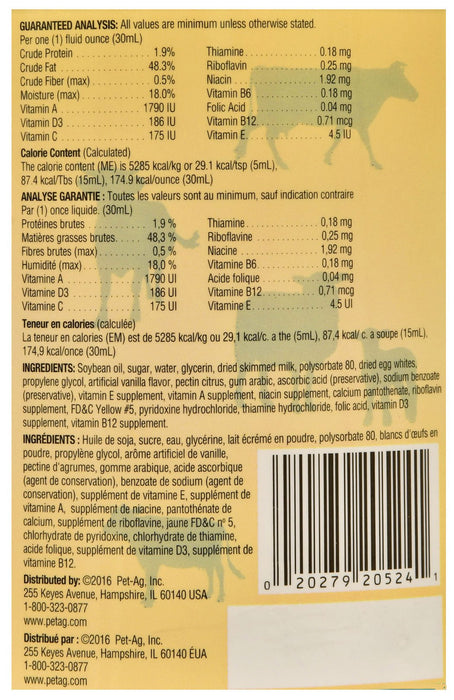 GUARANTEED ANALYSIS: All values are minimum unless otherwise stated.
Per one (1) fluid ounce (30mL)
Crude Protein . . . . . . . . . . 1.9%
Crude Fat . . . . . . . . . . 48.3%
Crude Fiber (max) . . . . . . . . . . 0.5%
Moisture (max) . . . . . . . . . . 18.0%
Vitamin A . . . . . . . . . . 1790 IU
Vitamin D3 . . . . . . . . . . 186 IU
Vitamin C . . . . . . . . . . 175 IU
Thiamine . . . . . . . . . . 0.18 mg
Riboflavin . . . . . . . . . . 0.25 mg
Niacin . . . . . . . . . . 1.92 mg
Vitamin B6 . . . . . . . . . . 0.18 mg
Folic Acid . . . . . . . . . . 0.04 mg
Vitamin B12 . . . . . . . . . . 0.71 mcg
Vitamin E . . . . . . . . . . 4.5 IU
Calorie Content (Calculated)
The calorie content (ME) is 5285 kcal/kg or 29.1 kcal/tsp (5mL),
87.4 kcal/Tbs (15mL), 174.9 kcal/ounce (30mL)
ANALYSE GARANTIE : Toutes les valeurs sont au minimum, sauf indication contraire
Par (1) once liquide. (30mL)
Protéines brutes . . . . . . . . . . 1,9 %
Matières grasses brutes . . . . . . . . . . 48,3 %
Fibres brutes (max) . . . . . . . . . . 0,5 %
Humidité (max) . . . . . . . . . . 18,0 %
Vitamine A . . . . . . . . . . 1790 UI
Vitamine D3 . . . . . . . . . . 186 UI
Vitamine C . . . . . . . . . . 175 UI
Thiamine . . . . . . . . . . 0,18 mg
Riboflavine . . . . . . . . . . 0,25 mg
Niacine . . . . . . . . . . 1,92 mg
Vitamine B6 . . . . . . . . . . 0,18 mg
Acide folique . . . . . . . . . . 0,04 mg
Vitamine B12 . . . . . . . . . . 0,71 mcg
Vitamine E . . . . . . . . . . 4.5 UI
Teneur en calories (calculée)
La teneur en calories (EM) est de 5285 kcal/kg ou 29,1 kcal/c. a the (5mL), 87,4 kcal/ c. a soupe (15mL),
174,9 kcal/once (30mL)
INGREDIENTS: Soybean oil, sugar, water, glycerin, dried skimmed milk, polysorbate 80, dried egg whites,
propylene glycol, artificial vanilla flavor, pectin citrus, gum arabic, ascorbic acid (preservative), sodium benzoate
(preservative), vitamin E supplement, vitamin A supplement, niacin supplement, calcium pantothenate, riboflavin
supplement, FD&C Yellow #5, pyridoxine hydrochloride, thiamine hydrochloride, folic acid, vitamin D3
supplement, vitamin B12 supplement.
INGRÉDIENTS : Huile de soja, sucre, eau, glycérine, lait écrémé en poudre, polysorbate 80, blancs d'œufs en
poudre, propylène glycol, arôme artificiel de vanille,
pectine d'agrumes, gomme arabique, acide ascorbique
(agent de conservation), benzoate de sodium (agent de
conservation), supplément de vitamine E, supplément de
vitamine A, supplément de niacine, panthoténate de
calcium, supplément de riboflavine, jaune FD&C nº 5,
chlorhydrate de pyridoxine, chlorhydrate de thiamine,
acide folique, supplément de vitamine D3, supplément de
vitamine B12.
0 20279 20524 1
Distributed by: ©2016 Pet-Ag, Inc.
255 Keyes Avenue, Hampshire, IL 60140 USA
1-800-323-0877
www.petag.com
Distribué par : ©2016 Pet-Ag, Inc.
255 Keyes Avenue, Hampshire, IL 60140 ÉUA
1-800-323-0877
www.petag.com